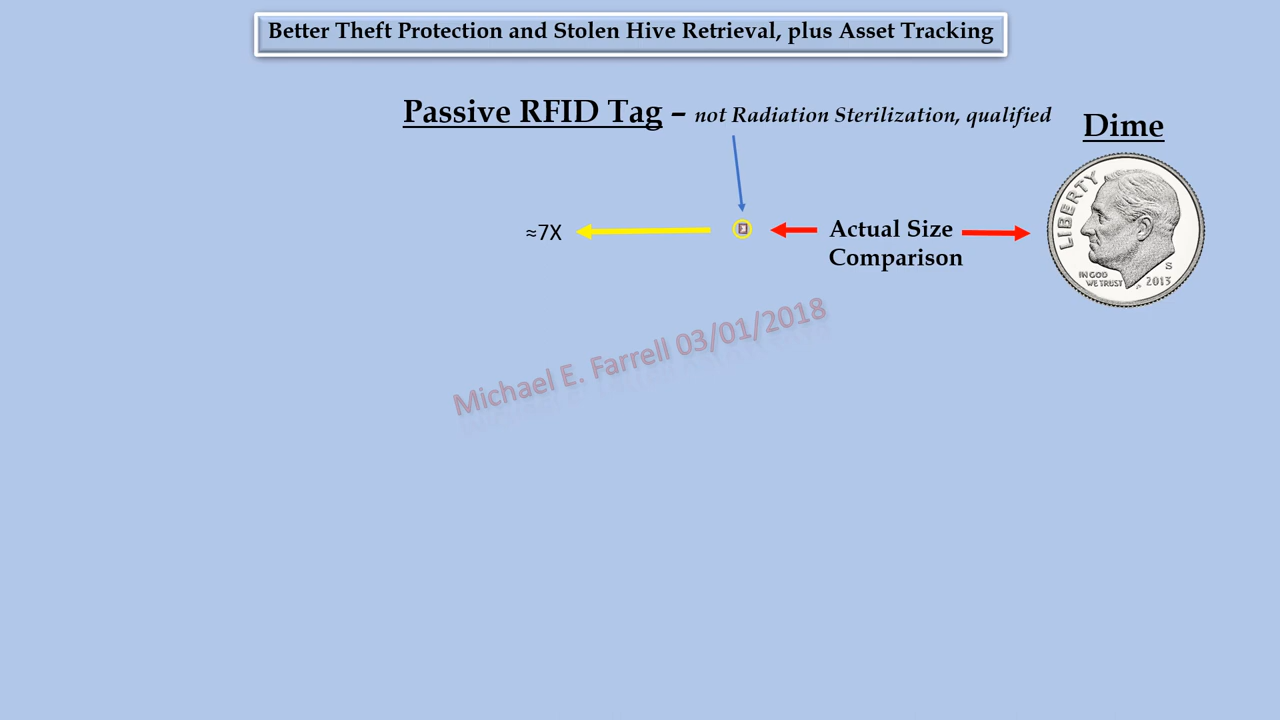 Better Theft Protection and Stolen Hive Retrieval, plus Asset Tracking
Passive RFID Tag – not Radiation Sterilization, qualified
Dime
≈7X
Actual Size
Comparison
LIBERTY
IN GOD
WE TRUST
S
2013
Michael E. Farrell 03/01/2018